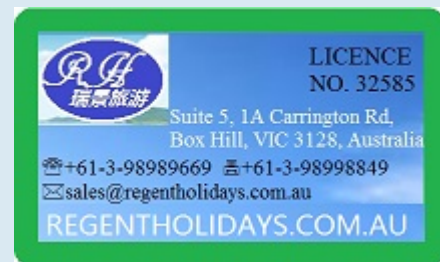 RH
瑞景旅游
LICENCE
NO. 32585
Suite 5, 1A Carrington Rd,
Box Hill, VIC 3128, Australia
☏+61-3-98989669 +61-3-98998849
✉sales@regentholidays.com.au
REGENTHOLIDAYS.COM.AU